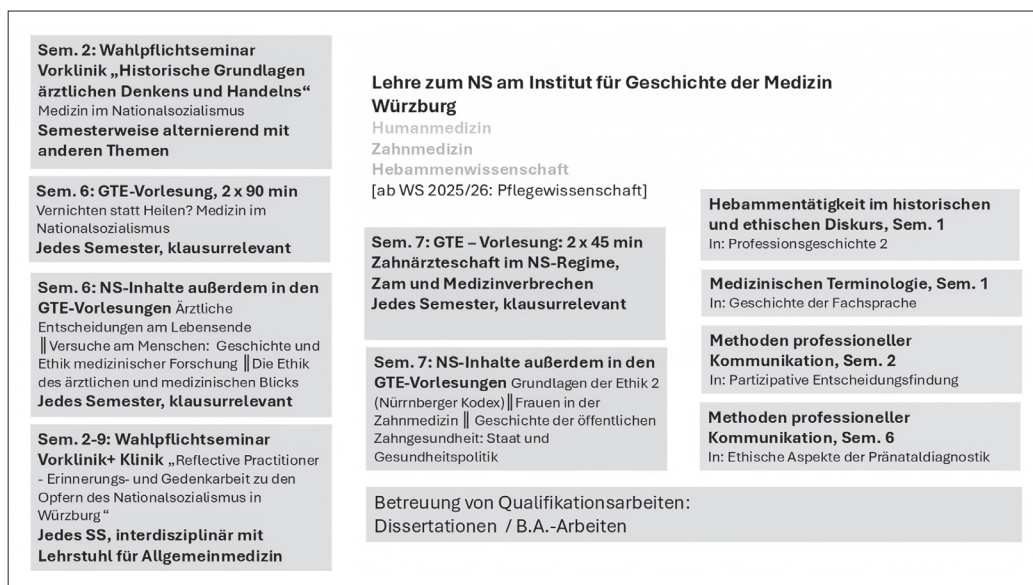 Sem. 2: Wahlpflichtseminar
Vorklinik „Historische Grundlagen
ärztlichen Denkens und Handelns“
Medizin im Nationalsozialismus
Semesterweise alternierend mit
anderen Themen
Sem. 6: GTE-Vorlesung, 2 x 90 min
Vernichten statt Heilen? Medizin im
Nationalsozialismus
Jedes Semester, klausurrelevant
Sem. 6: NS-Inhalte außerdem in den
GTE-Vorlesungen Ärztliche
Entscheidungen am Lebensende
‖Versuche am Menschen: Geschichte und
Ethik medizinischer Forschung ‖Die Ethik
des ärztlichen und medizinischen Blicks
Jedes Semester, klausurrelevant
Sem. 2-9: Wahlpflichtseminar
Vorklinik+ Klinik „Reflective Practitioner
- Erinnerungs- und Gedenkarbeit zu den
Opfern des Nationalsozialismus in
Würzburg “
Jedes SS, interdisziplinär mit
Lehrstuhl für Allgemeinmedizin
Lehre zum NS am Institut für Geschichte der Medizin
Würzburg
Humanmedizin
Zahnmedizin
Hebammenwissenschaft
[ab WS 2025/26: Pflegewissenschaft]
Sem. 7: GTE – Vorlesung: 2 x 45 min
Zahnärzteschaft im NS-Regime,
Zam und Medizinverbrechen
Jedes Semester, klausurrelevant
Sem. 7: NS-Inhalte außerdem in den
GTE-Vorlesungen Grundlagen der Ethik 2
(Nürrnberger Kodex)‖Frauen in der
Zahnmedizin ‖ Geschichte der öffentlichen
Zahngesundheit: Staat und
Gesundheitspolitik
Hebammentätigkeit im historischen
und ethischen Diskurs, Sem. 1
In: Professionsgeschichte 2
Medizinischen Terminologie, Sem. 1
In: Geschichte der Fachsprache
Methoden professioneller
Kommunikation, Sem. 2
In: Partizipative Entscheidungsfindung
Methoden professioneller
Kommunikation, Sem. 6
In: Ethische Aspekte der Pränataldiagnostik
Betreuung von Qualifikationsarbeiten:
Dissertationen / B.A.-Arbeiten